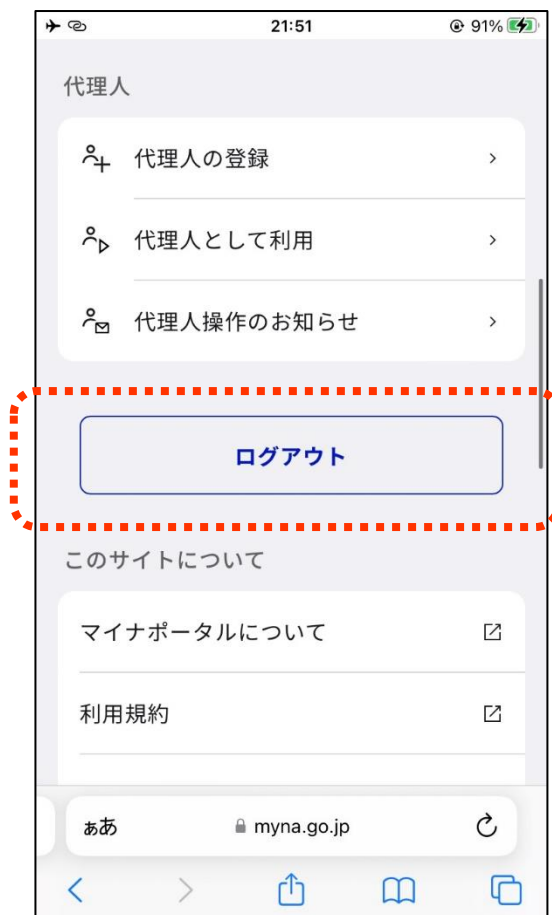 21:51
91%
代理人
代理人の登録
代理人として利用
代理人操作のお知らせ
ログアウト
このサイトについて
マイナポータルについて
利用規約
ぁあ
myna.go.jp